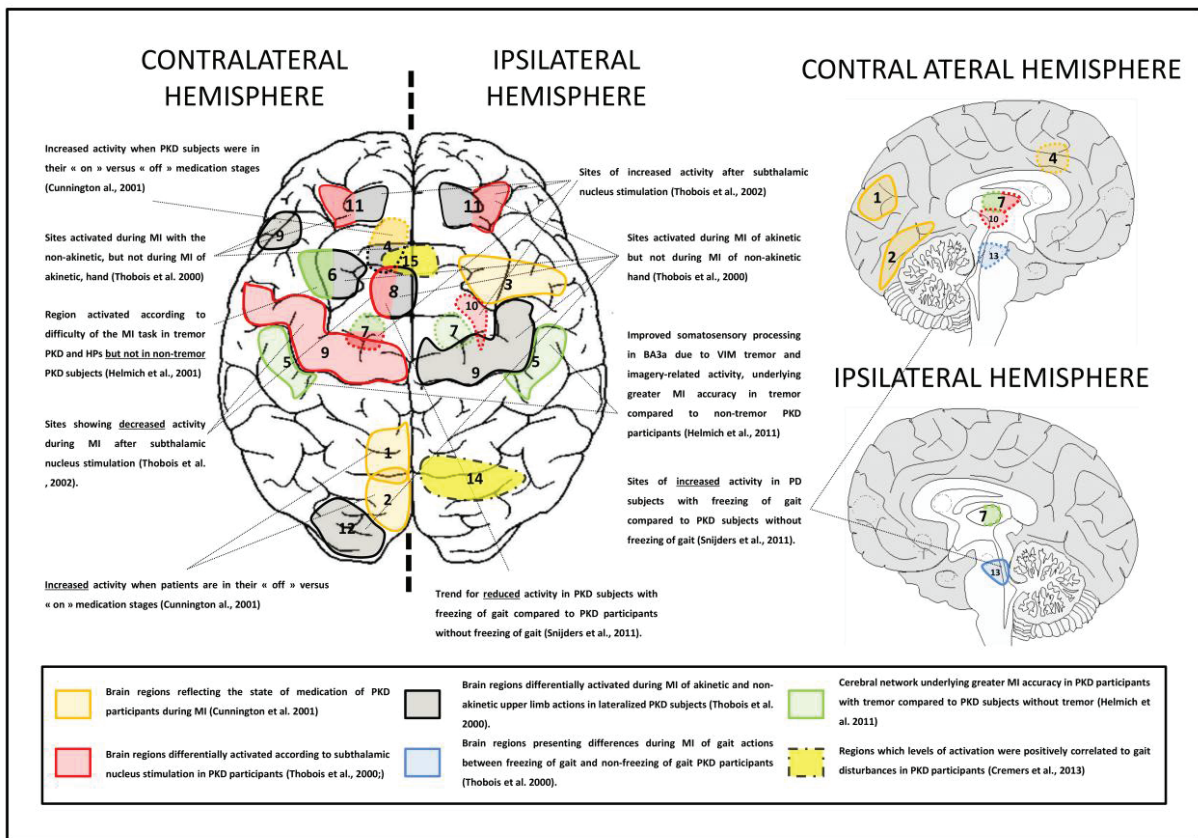 CONTRALATERAL
HEMISPHERE
IPSILATERAL
HEMISPHERE
CONTRAL ATERAL HEMISPHERE
Increased activity when PKD subjects were in
their « on » versus « off » medication stages
(Cunnington al., 2001)
Sites activated during MI with the
non-akinetic, but not during MI of
akinetic, hand (Thobois et al. 2000)
Region activated according to
difficulty of the MI task in tremor
PKD and HPs but not in non-tremor
PKD subjects (Helmich et al., 2001)
Sites showing decreased activity
during MI after subthalamic
nucleus stimulation (Thobois et al.
, 2002).
Increased activity when patients are in their « off » versus
« on » medication stages (Cunnington al., 2001)
11
11
9
4
15
6
8
3
10
7
7
9
9
5
5
1
2
14
12
Sites of increased activity after subthalamic
nucleus stimulation (Thobois et al., 2002)
Sites activated during MI of akinetic
but not during MI of non-akinetic
hand (Thobois et al., 2000)
Improved somatosensory processing
in BA3a due to VIM tremor and
imagery-related activity, underlying
greater MI accuracy in tremor
compared to non-tremor PKD
participants (Helmich et al., 2011)
Sites of increased activity in PD
subjects with freezing of gait
compared to PKD subjects without
freezing of gait (Snijders et al., 2011).
Trend for reduced activity in PKD subjects with
freezing of gait compared to PKD participants
without freezing of gait (Snijders et al., 2011).
4
1
7
10
2
13
IPSILATERAL HEMISPHERE
7
13
Brain regions reflecting the state of medication of PKD
participants during MI (Cunnington et al. 2001)
Brain regions differentially activated according to subthalamic
nucleus stimulation in PKD participants (Thobois et al., 2000;)
Brain regions differentially activated during MI of akinetic and non-
akinetic upper limb actions in lateralized PKD subjects (Thobois et al.
2000).
Brain regions presenting differences during MI of gait actions
between freezing of gait and non-freezing of gait PKD participants
(Thobois et al. 2000).
Cerebral network underlying greater MI accuracy in PKD participants
with tremor compared to PKD subjects without tremor (Helmich et
al. 2011)
Regions which levels of activation were positively correlated to gait
disturbances in PKD participants (Cremers et al., 2013)